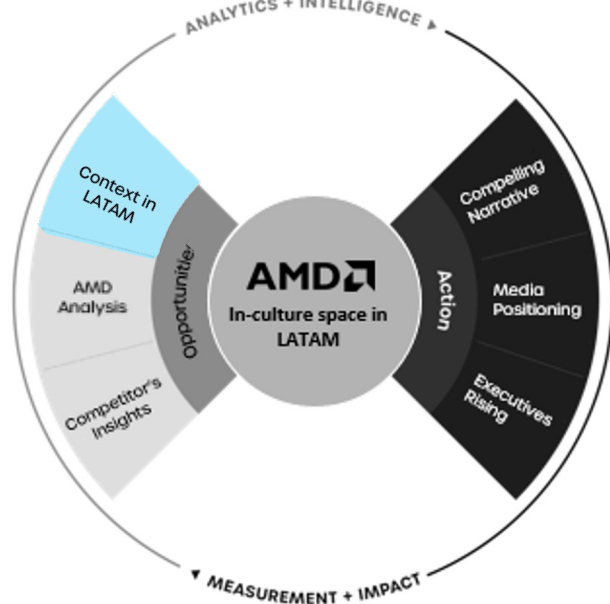 ANALYTICS + INTELLIGENCE
Context in
LATAM
AMD
Analysis
Competitor's
Insights
Opportunities
AMD
In-culture space in
LATAM
Action
Compelling
Narrative
Media
Positioning
Executives
Rising
MEASUREMENT + IMPACT